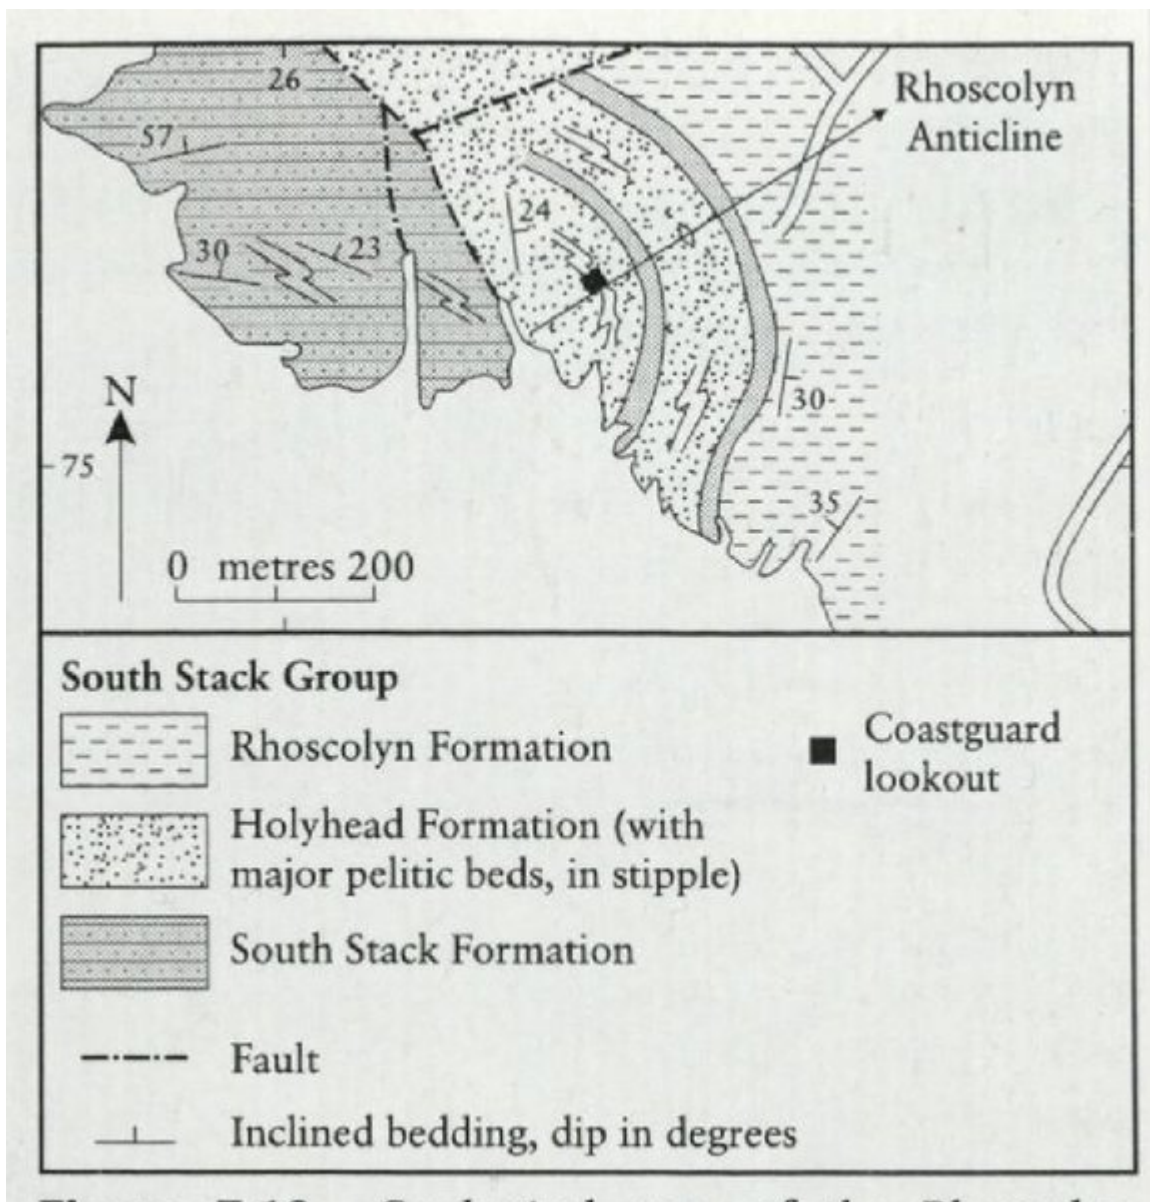 26
Rhoscolyn
Anticline
57
24
30
23
N
30
75
35
0 metres 200
South Stack Group
Rhoscolyn Formation
Coastguard
lookout
Holyhead Formation (with
major pelitic beds, in stipple)
South Stack Formation
Fault
Inclined bedding, dip in degrees